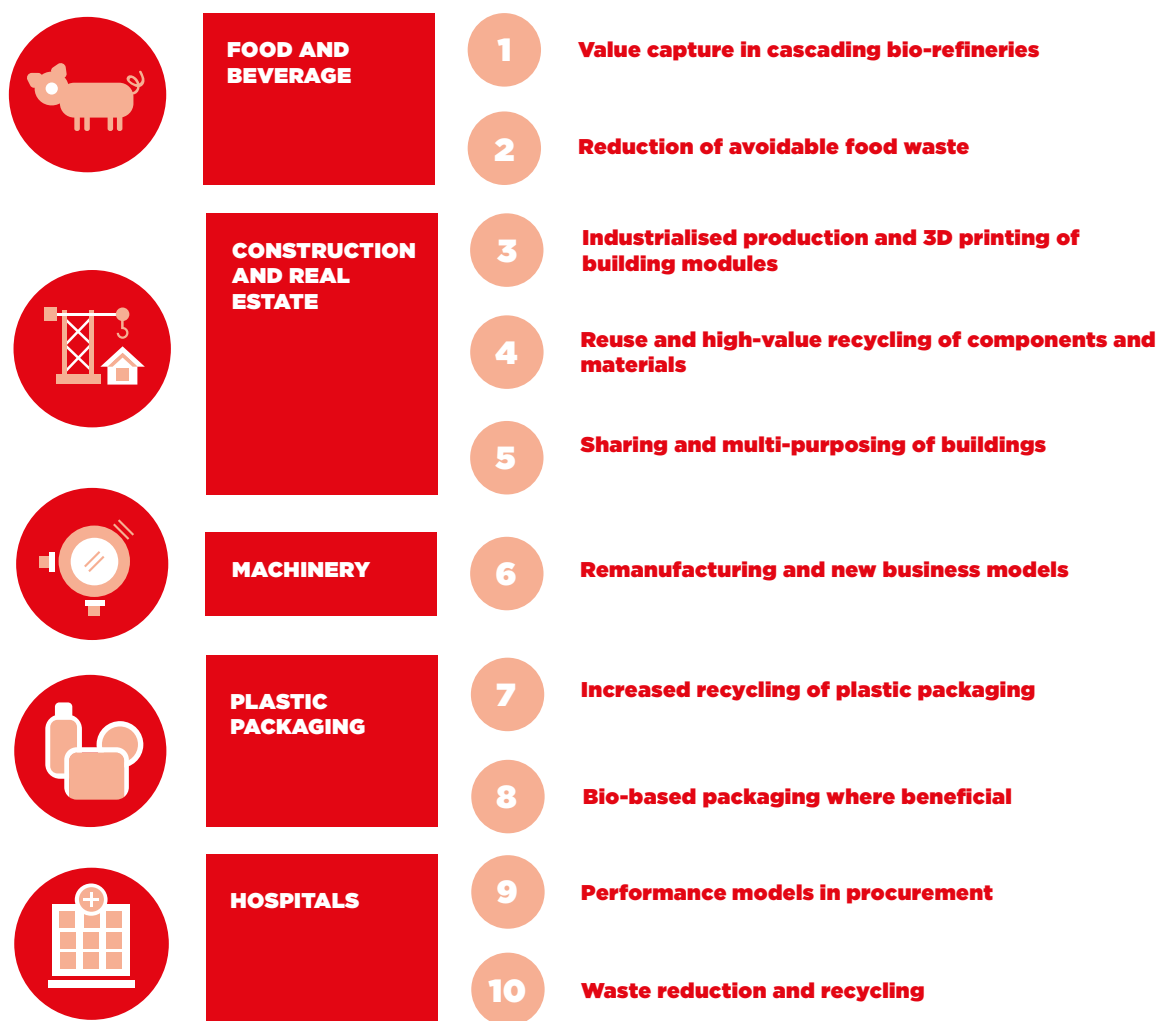 FOOD AND
BEVERAGE
1
Value capture in cascading bio-refineries
2
Reduction of avoidable food waste
CONSTRUCTION
AND REAL
ESTATE
3
Industrialised production and 3D printing of
building modules
4
Reuse and high-value recycling of components and
materials
5
Sharing and multi-purposing of buildings
MACHINERY
6
Remanufacturing and new business models
PLASTIC
PACKAGING
7
Increased recycling of plastic packaging
8
Bio-based packaging where beneficial
HOSPITALS
9
Performance models in procurement
10
Waste reduction and recycling